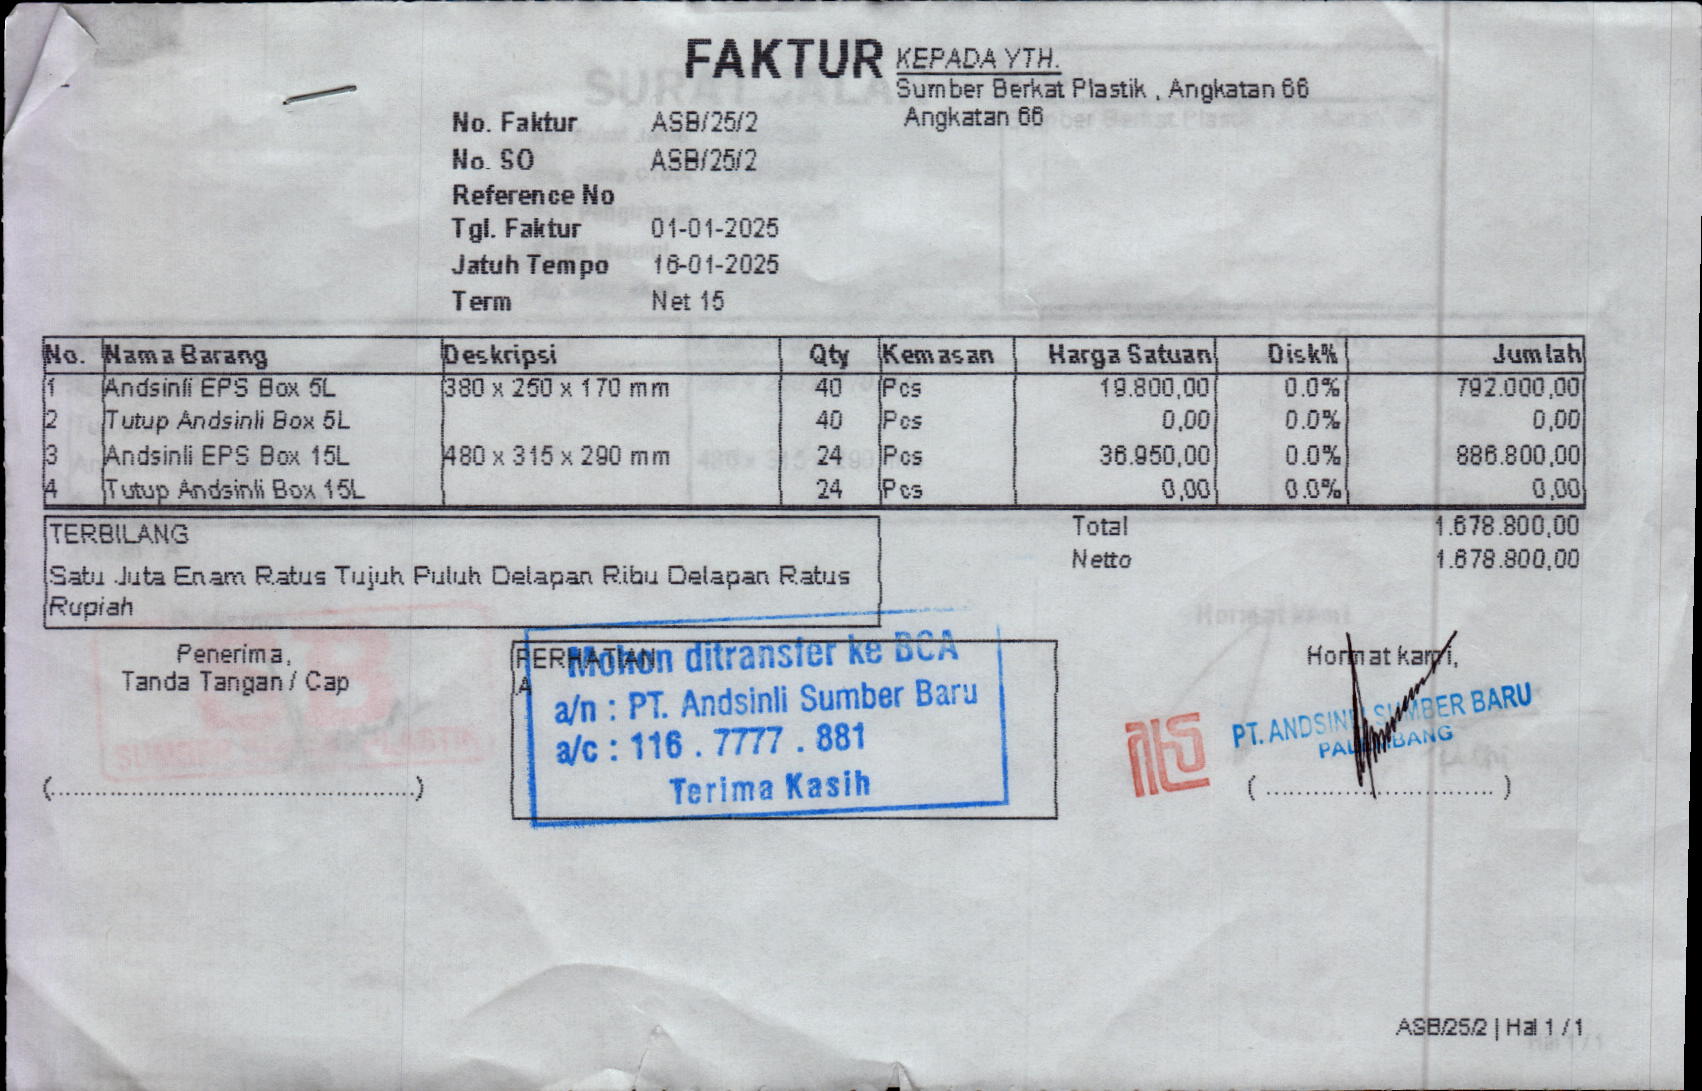 FAKTUR
KEPADA YTH.
Sumber Berkat Plastik , Angkatan 66
Angkatan 66
No. Faktur ASB/25/2
No. SO ASB/25/2
Reference No
Tgl. Faktur 01-01-2025
Jatuh Tempo 16-01-2025
Term Net 15
No. Nama Barang Deskripsi Qty Kemasan Harga Satuan Disk% Jumlah
1 Andsinli EPS Box 5L 380 x 250 x 170 mm 40 Pcs 19.800,00 0.0% 792.000,00
2 Tutup Andsinli Box 5L 40 Pcs 0,00 0.0% 0,00
3 Andsinli EPS Box 15L 480 x 315 x 290 mm 24 Pcs 36.950,00 0.0% 886.800,00
4 Tutup Andsinli Box 15L 24 Pcs 0,00 0.0% 0,00
TERBILANG
Satu Juta Enam Ratus Tujuh Puluh Delapan Ribu Delapan Ratus
Rupiah
Total 1.678.800,00
Netto 1.678.800,00
Penerima,
Tanda Tangan / Cap
(..............................................)
PERHATIAN
A
Mohon ditransfer ke BCA
a/n : PT. Andsinli Sumber Baru
a/c : 116 . 7777 . 881
Terima Kasih
Hormat kami,
PT. ANDSINLI SUMBER BARU
PALEMBANG
( ............................. )
ASB/25/2 | Hal 1 / 1